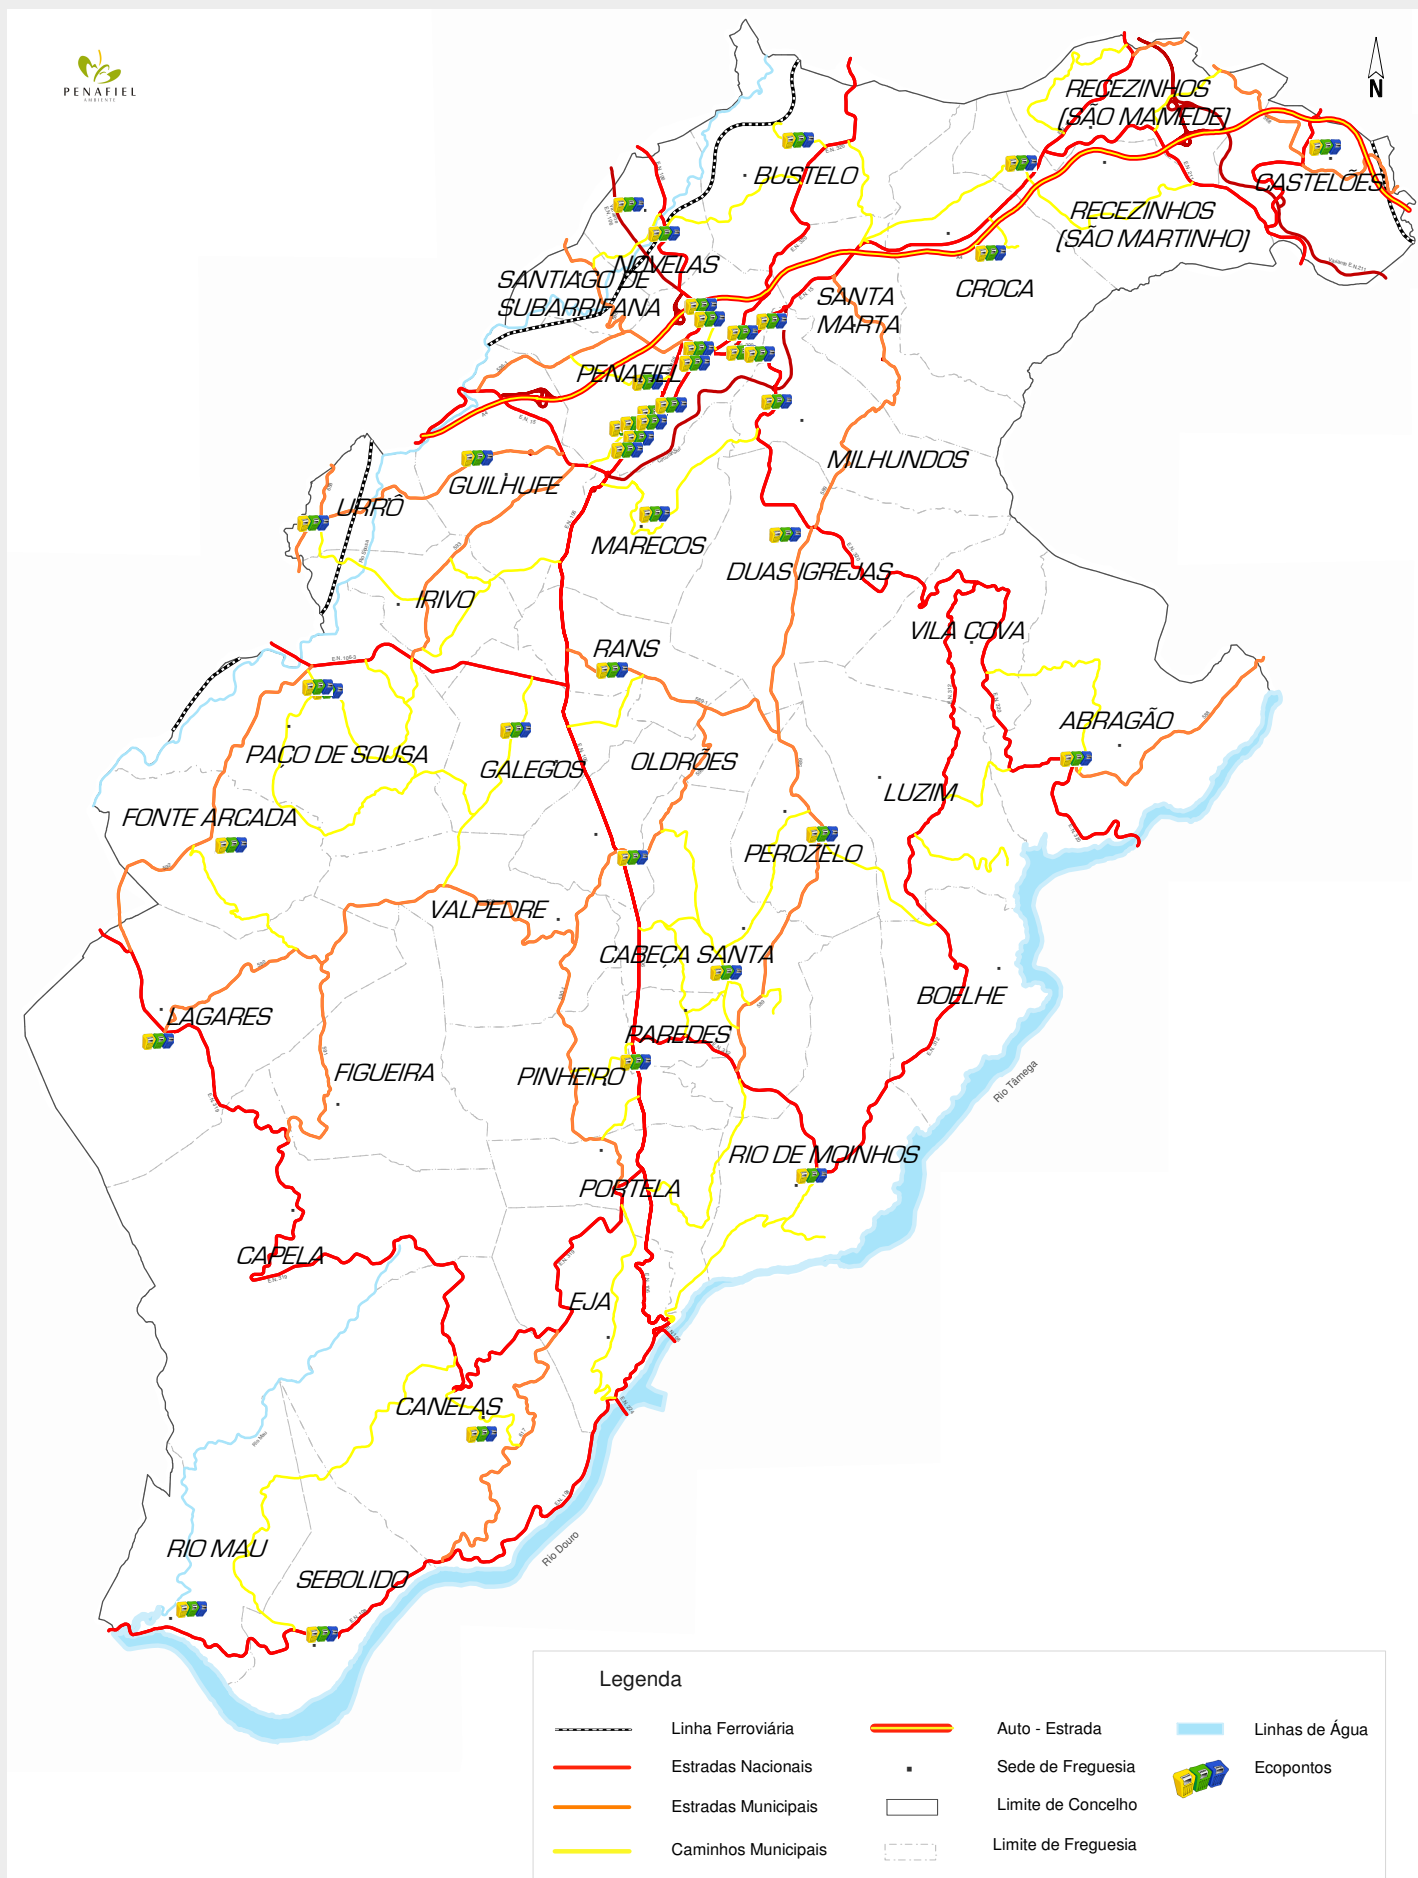 PENAFIEL
AMBIENTE
N
RECEZINHOS
(SÃO MAMEDE)
BUSTELO
CASTELÕES
RECEZINHOS
(SÃO MARTINHO)
NOVELAS
SANTIAGO DE
SUBARRIFANA
CROCA
SANTA
MARTA
PENAFIEL
MILHUNDOS
GUILHUFE
URRÔ
MARECOS
DUAS IGREJAS
IRIVO
VILA COVA
RANS
E.N. 106-3
ABRAGÃO
PAÇO DE SOUSA
GALEGOS
OLDRÕES
LUZIM
FONTE ARCADA
PEROZELO
VALPEDRE
CABEÇA SANTA
BOELHE
LAGARES
PAREDES
FIGUEIRA
PINHEIRO
Rio Tâmega
RIO DE MOINHOS
PORTELA
CAPELA
EJA
CANELAS
Rio Mau
Rio Douro
RIO MAU
SEBOLIDO
Legenda
Linha Ferroviária
Auto - Estrada
Linhas de Água
Estradas Nacionais
Sede de Freguesia
Ecopontos
Estradas Municipais
Limite de Concelho
Caminhos Municipais
Limite de Freguesia